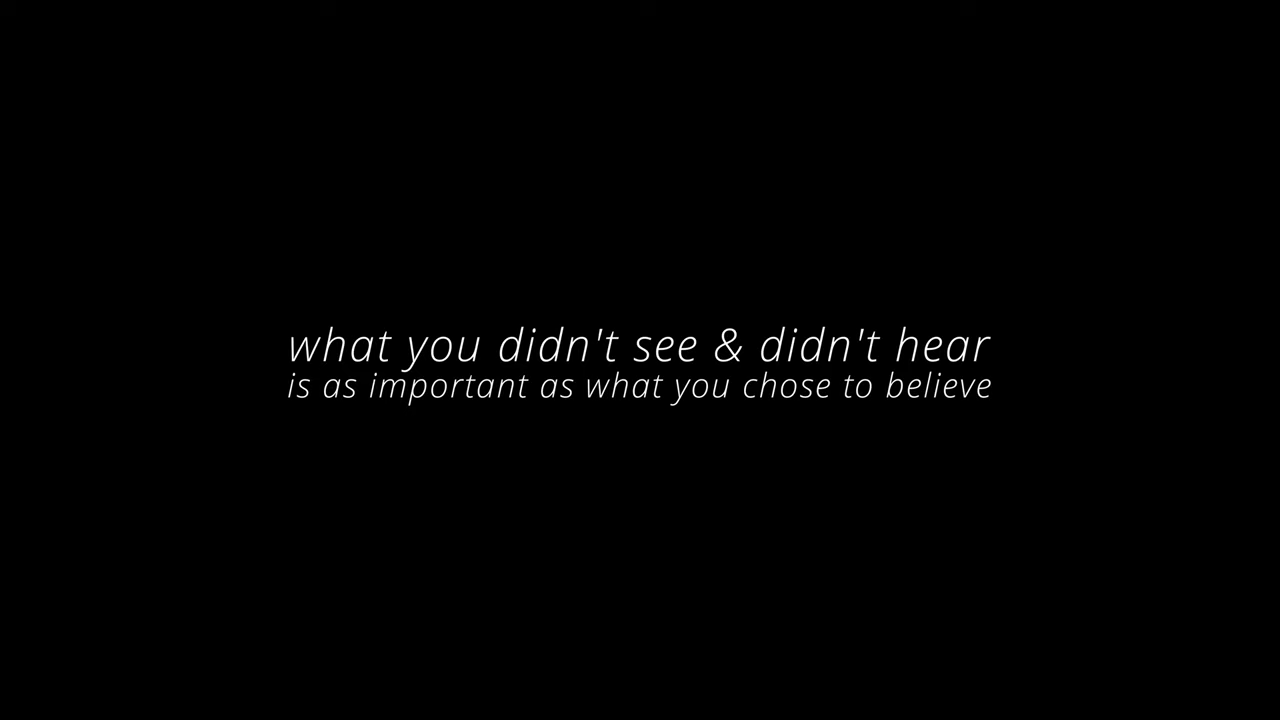 what you didn't see & didn't hear
is as important as what you chose to believe